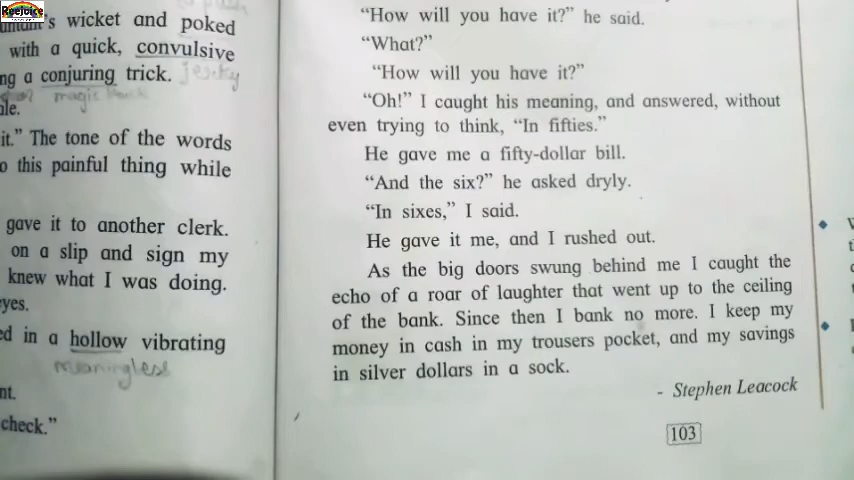 Reejoice
's wicket and poked
with a quick, convulsive
ng a conjuring trick. jerky
magic
ale.
it." The tone of the words
o this painful thing while
gave it to another clerk.
on a slip and sign my
knew what I was doing.
eyes.
ed in a hollow vibrating
meaningless
nt.
check."
"How will you have it?" he said.
"What?"
"How will you have it?"
"Oh!" I caught his meaning, and answered, without
even trying to think, "In fifties."
He gave me a fifty-dollar bill.
"And the six?" he asked dryly.
"In sixes," I said.
He gave it me, and I rushed out.
As the big doors swung behind me I caught the
echo of a roar of laughter that went up to the ceiling
of the bank. Since then I bank no more. I keep my
money in cash in my trousers pocket, and my savings
in silver dollars in a sock.
- Stephen Leacock
103